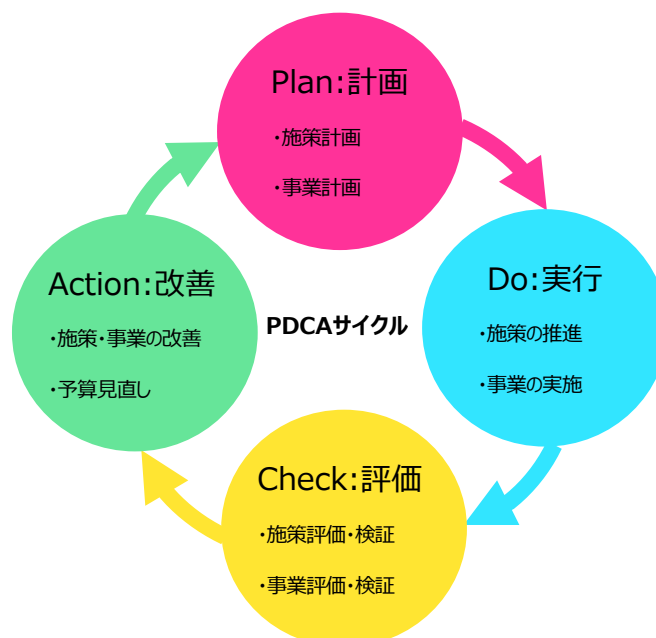 Plan:計画
・施策計画
・事業計画
Do:実行
・施策の推進
・事業の実施
Check:評価
・施策評価・検証
・事業評価・検証
Action:改善
・施策・事業の改善
・予算見直し
PDCAサイクル